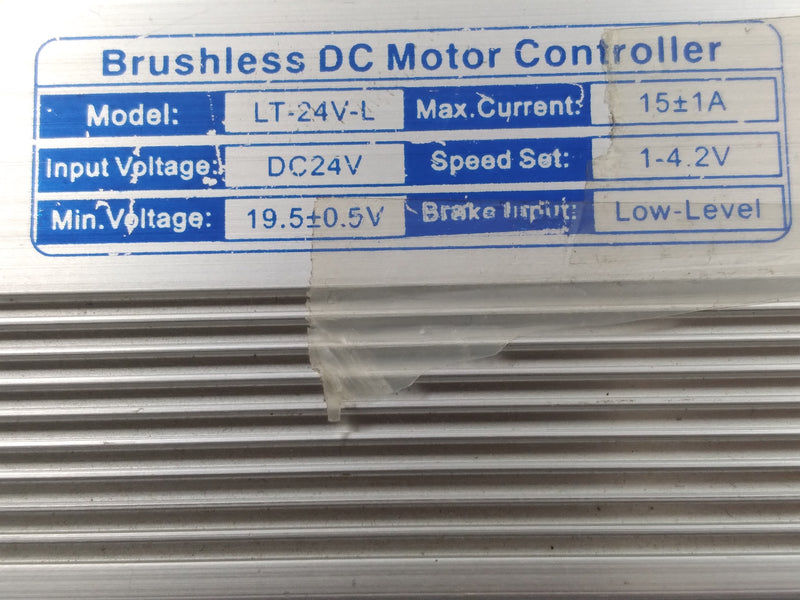 Brushless DC Motor Controller
Model: LT-24V-L Max.Current: 15±1A
Input Voltage: DC24V Speed Set: 1-4.2V
Min.Voltage: 19.5±0.5V Brake Input: Low-Level